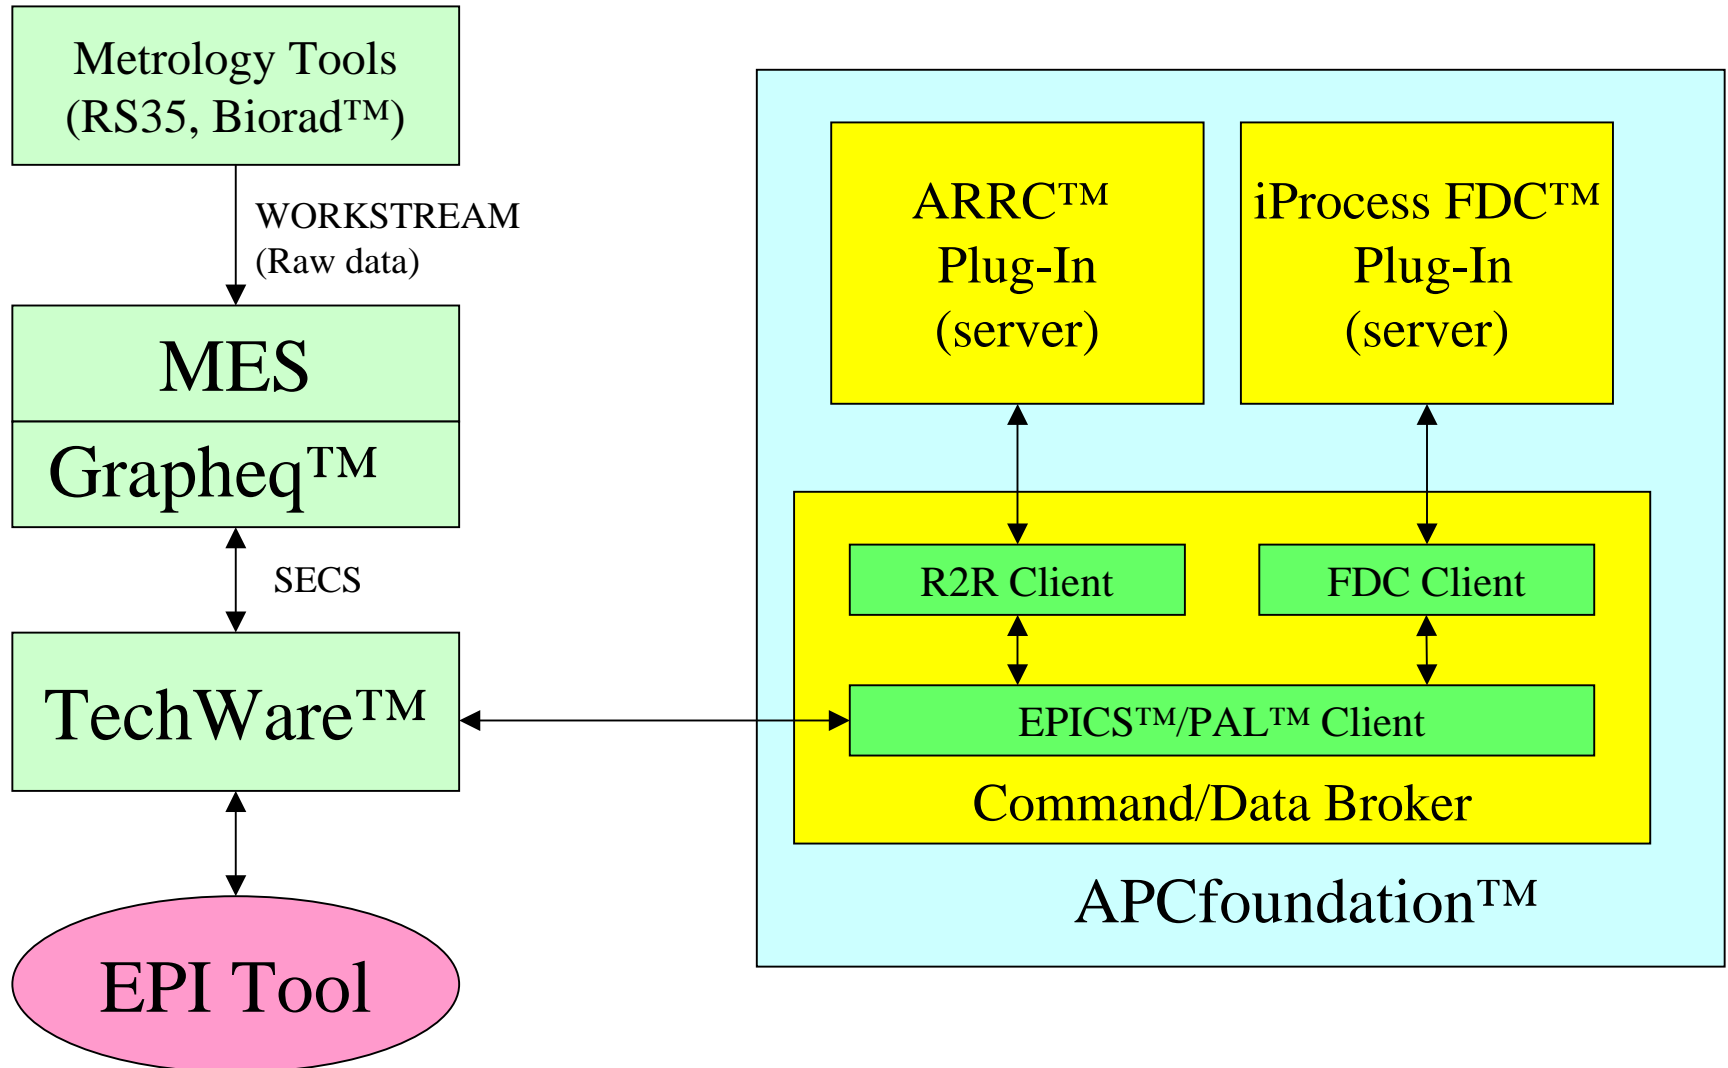 Metrology Tools
(RS35, Biorad™)
WORKSTREAM
(Raw data)
MES
Grapheq™
SECS
TechWare™
EPI Tool
ARRC™
Plug-In
(server)
iProcess FDC™
Plug-In
(server)
R2R Client
FDC Client
EPICS™/PAL™ Client
Command/Data Broker
APCfoundation™